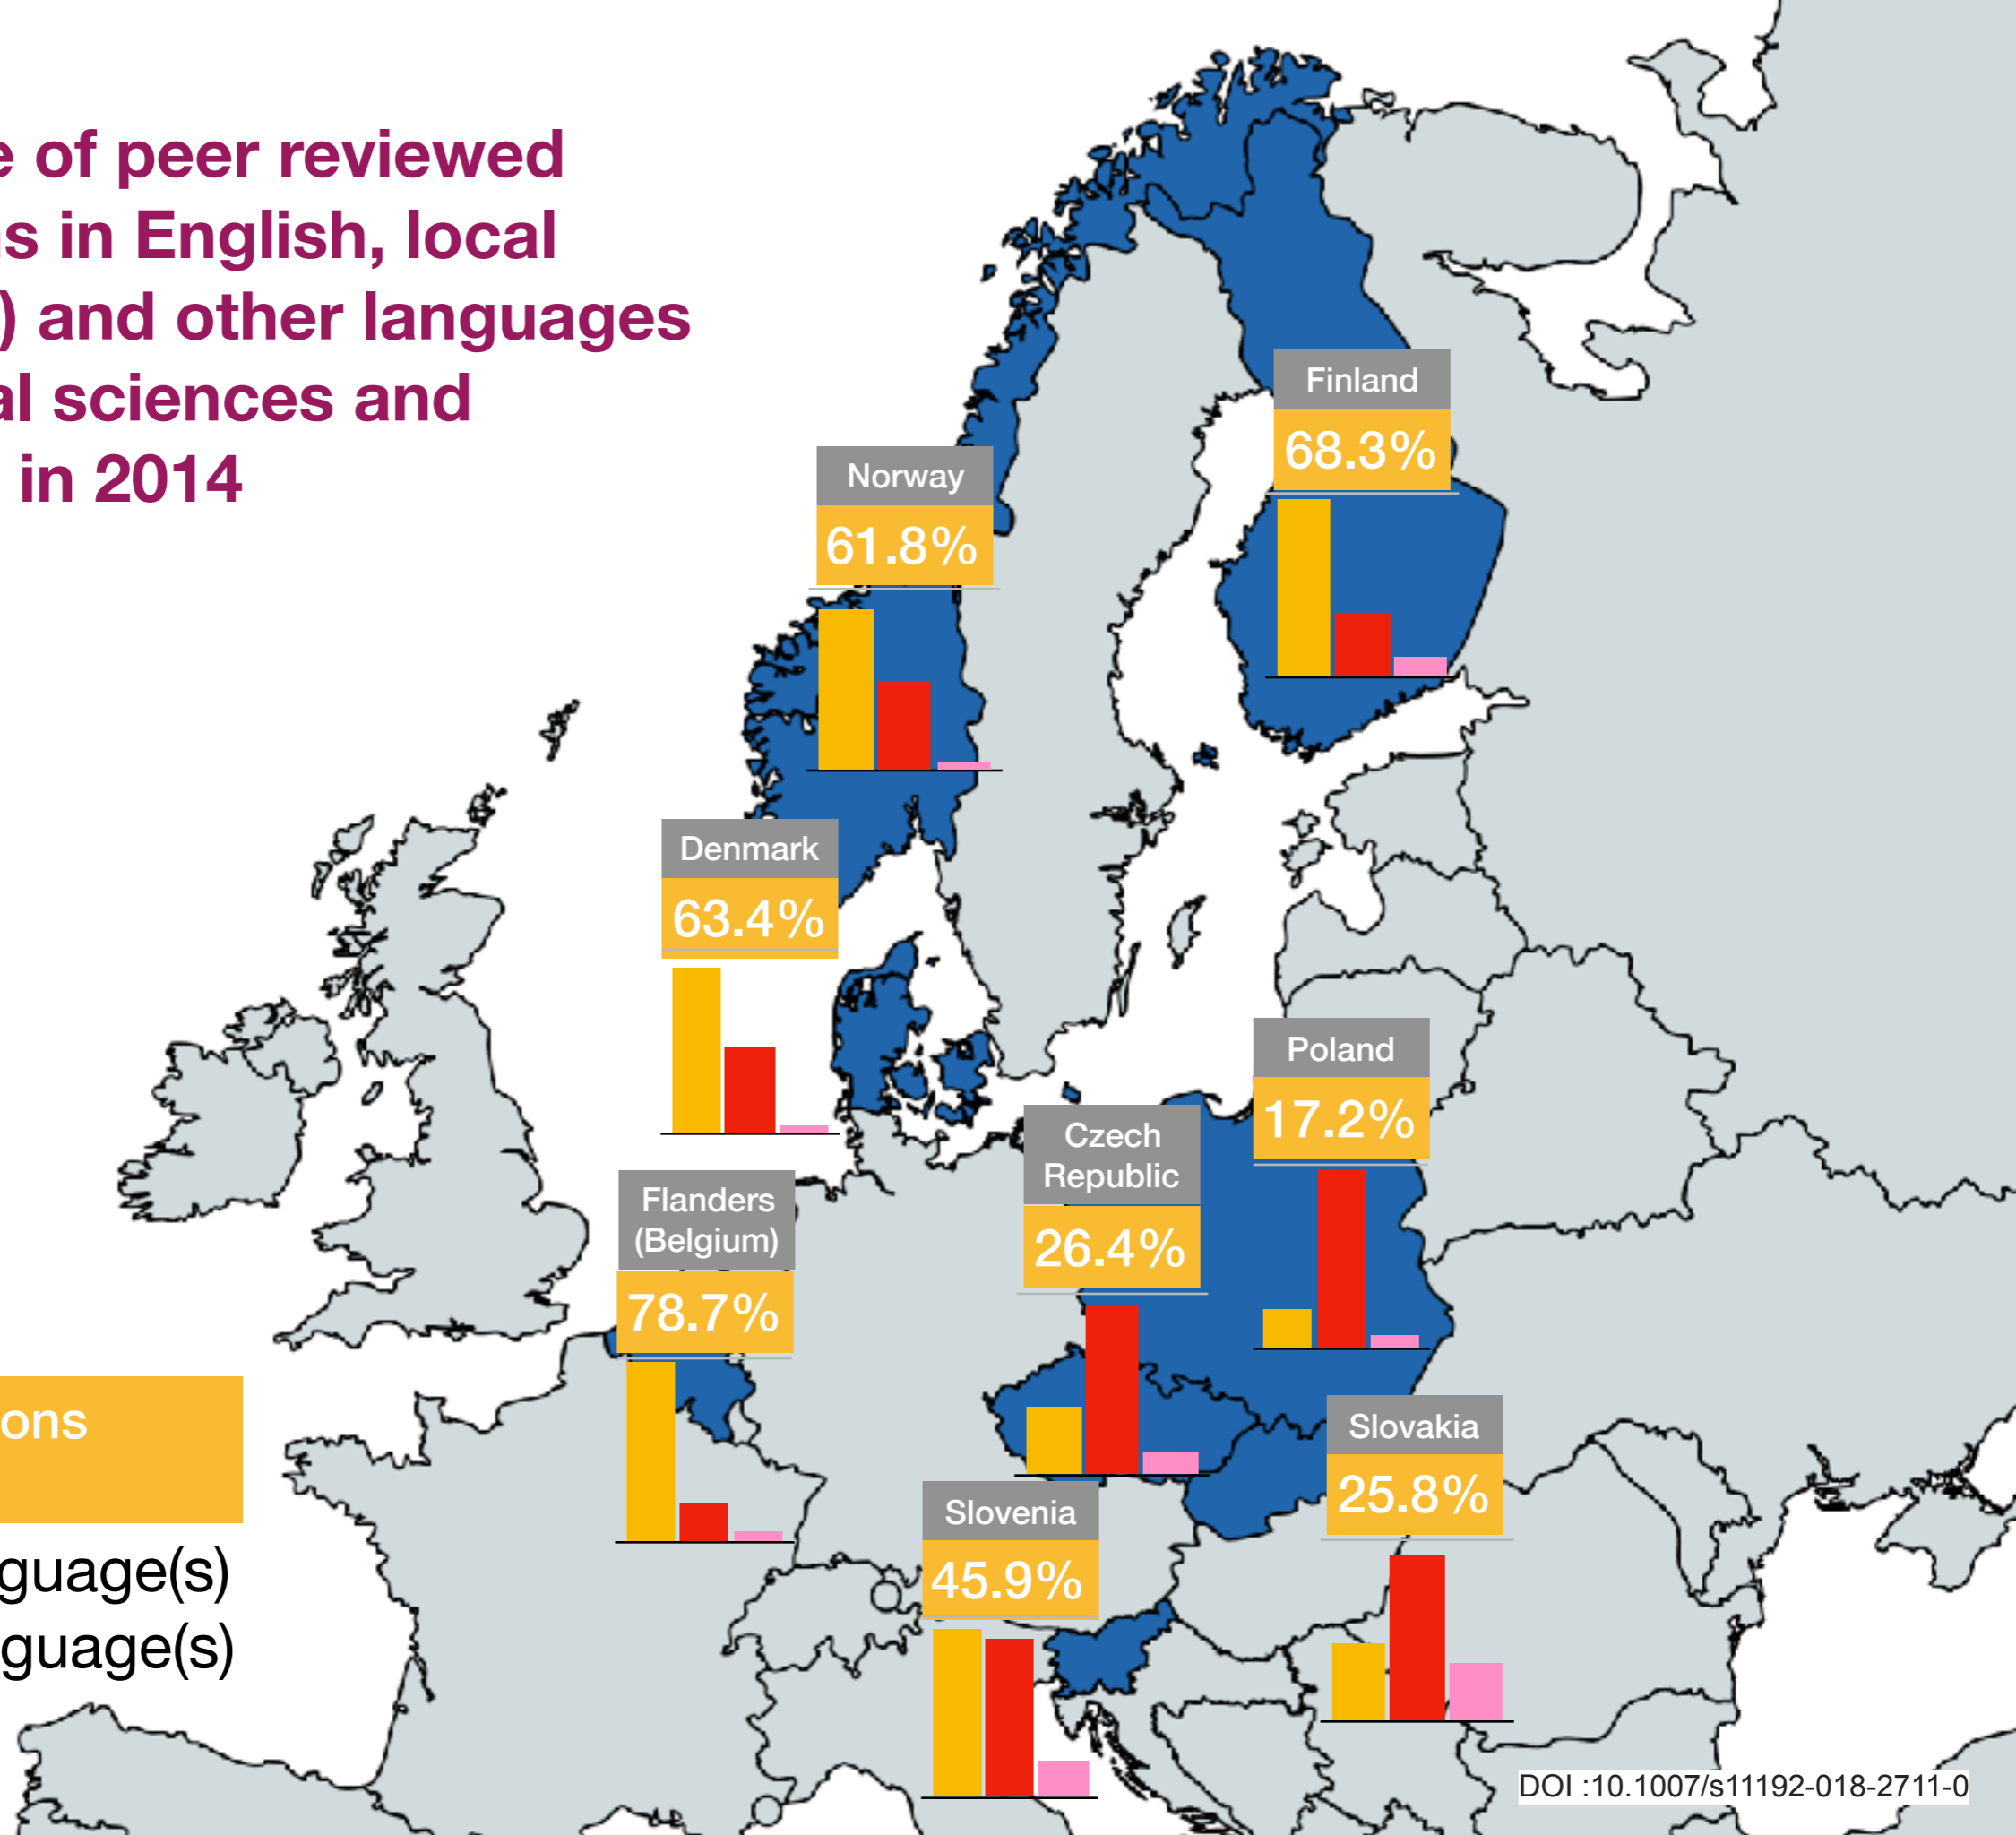 e of peer reviewed
s in English, local
) and other languages
al sciences and
in 2014
Finland
68.3%
Norway
61.8%
Denmark
63.4%
Poland
17.2%
Czech
Republic
26.4%
Flanders
(Belgium)
78.7%
Slovakia
25.8%
Slovenia
45.9%
ons
guage(s)
guage(s)
DOI :10.1007/s11192-018-2711-0